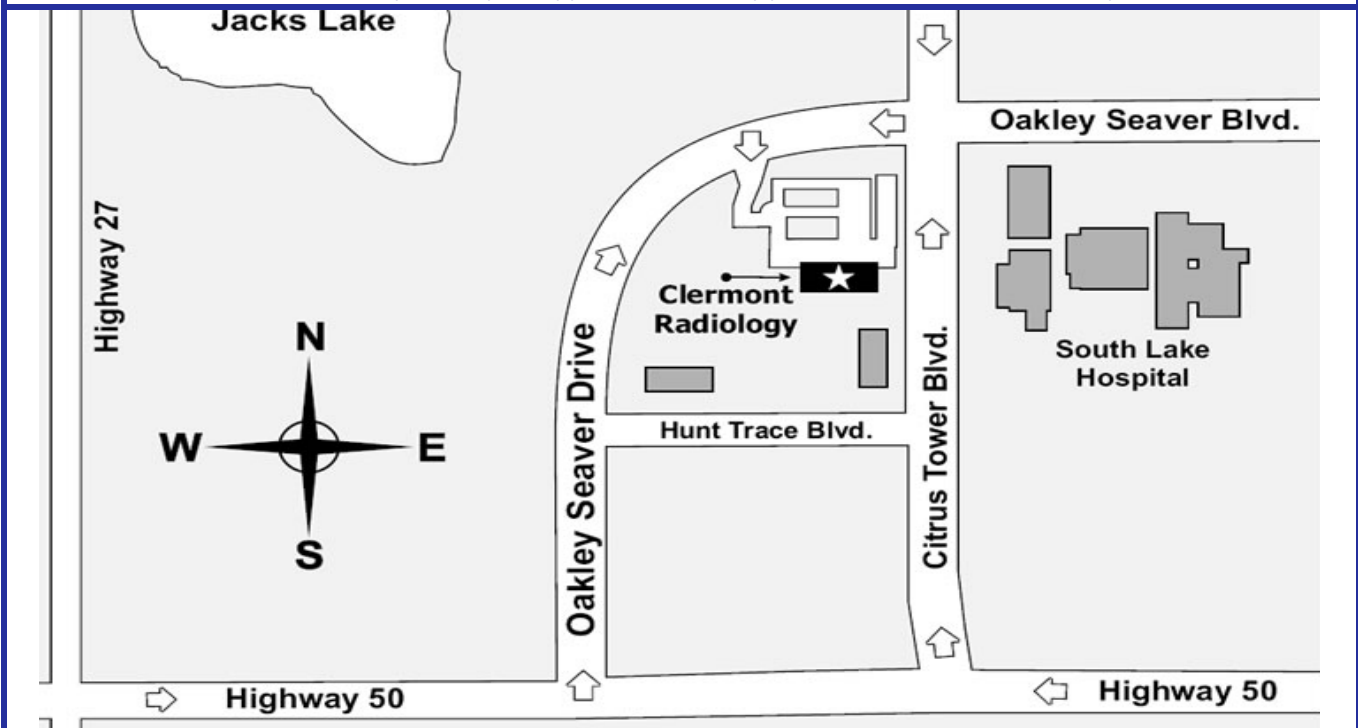 Jacks Lake
Oakley Seaver Blvd.
Highway 27
Clermont
Radiology
South Lake
Hospital
N
W
E
S
Oakley Seaver Drive
Hunt Trace Blvd.
Citrus Tower Blvd.
Highway 50
Highway 50